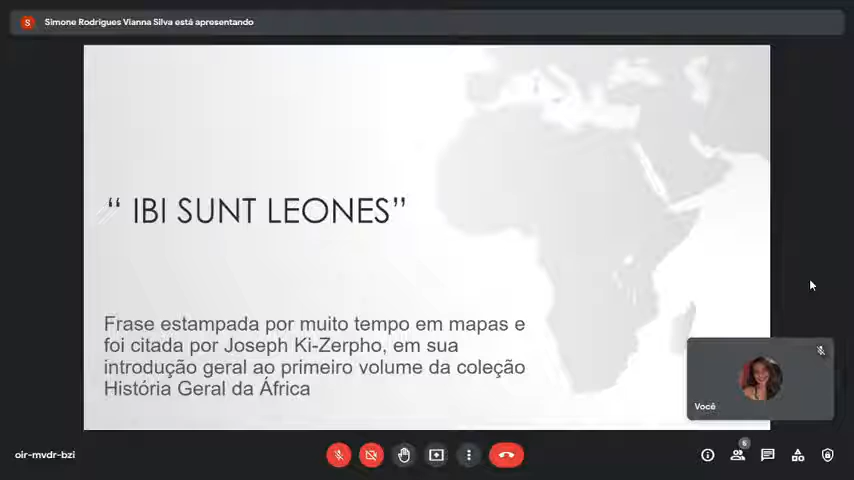 S Simone Rodrigues Vianna Silva está apresentando
“ IBI SUNT LEONES”
Frase estampada por muito tempo em mapas e
foi citada por Joseph Ki-Zerpho, em sua
introdução geral ao primeiro volume da coleção
História Geral da África
Você
oir-mvdr-bzi
6